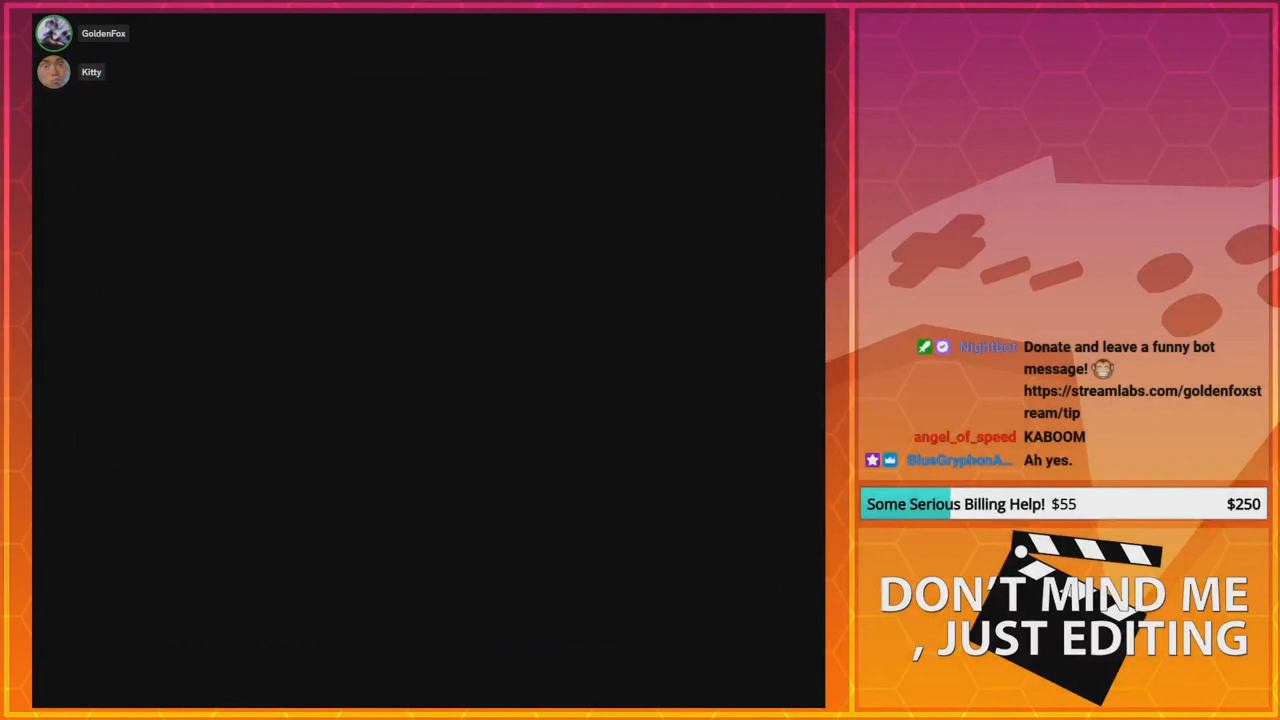 GoldenFox
Kitty
Nightbot Donate and leave a funny bot
message!
https://streamlabs.com/goldenfoxst
ream/tip
angel_of_speed KABOOM
BlueGryphonA... Ah yes.
Some Serious Billing Help! $55 $250
DON'T MIND ME
, JUST EDITING